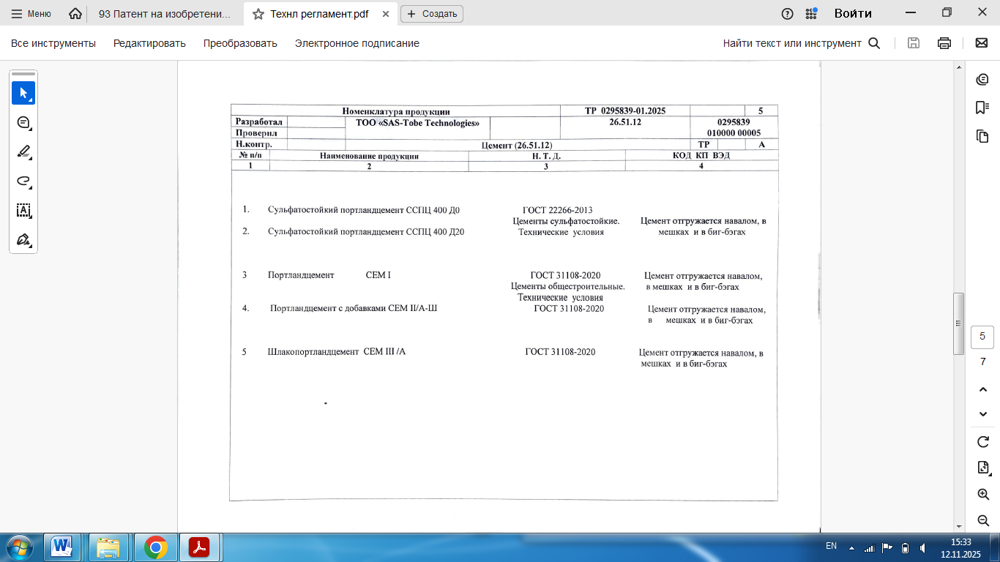 Меню
93 Патент на изобретени...
Технл регламент.pdf
Создать
Войти
Все инструменты Редактировать Преобразовать Электронное подписание
Найти текст или инструмент
Номенклатура продукции ТР 0295839-01.2025 5
Разработал ТОО «SAS-Tobe Technologies» 26.51.12 0295839
Проверил 010000 00005
Н.контр. Цемент (26.51.12) ТР А
№ п/п Наименование продукции Н. Т. Д. КОД КП ВЭД
1 2 3 4
1. Сульфатостойкий портландцемент ССПЦ 400 Д0 ГОСТ 22266-2013
Цементы сульфатостойкие. Цемент отгружается навалом, в
2. Сульфатостойкий портландцемент ССПЦ 400 Д20 Технические условия мешках и в биг-бэгах
3 Портландцемент СЕМ I ГОСТ 31108-2020 Цемент отгружается навалом,
Цементы общестроительные. в мешках и в биг-бэгах
Технические условия
4. Портландцемент с добавками СЕМ II/А-Ш ГОСТ 31108-2020 Цемент отгружается навалом,
в мешках и в биг-бэгах
5 Шлакопортландцемент СЕМ III /А ГОСТ 31108-2020 Цемент отгружается навалом, в
мешках и в биг-бэгах
5
7
EN
15:33
12.11.2025